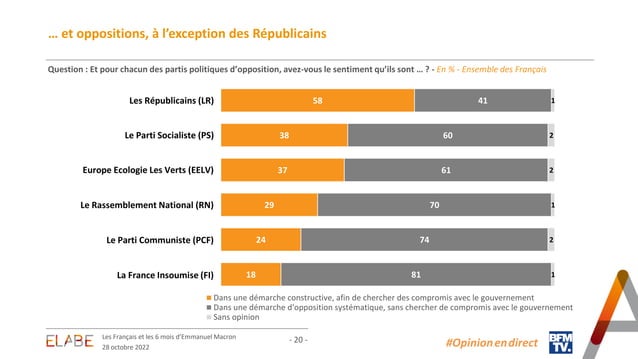 … et oppositions, à l’exception des Républicains
Question : Et pour chacun des partis politiques d’opposition, avez-vous le sentiment qu’ils sont … ? - En % - Ensemble des Français
Les Républicains (LR) 58 41 1
Le Parti Socialiste (PS) 38 60 2
Europe Ecologie Les Verts (EELV) 37 61 2
Le Rassemblement National (RN) 29 70 1
Le Parti Communiste (PCF) 24 74 2
La France Insoumise (FI) 18 81 1
Dans une démarche constructive, afin de chercher des compromis avec le gouvernement
Dans une démarche d’opposition systématique, sans chercher de compromis avec le gouvernement
Sans opinion
ELABE
Les Français et les 6 mois d’Emmanuel Macron
28 octobre 2022
- 20 -
#Opinion en direct
BFM
TV.